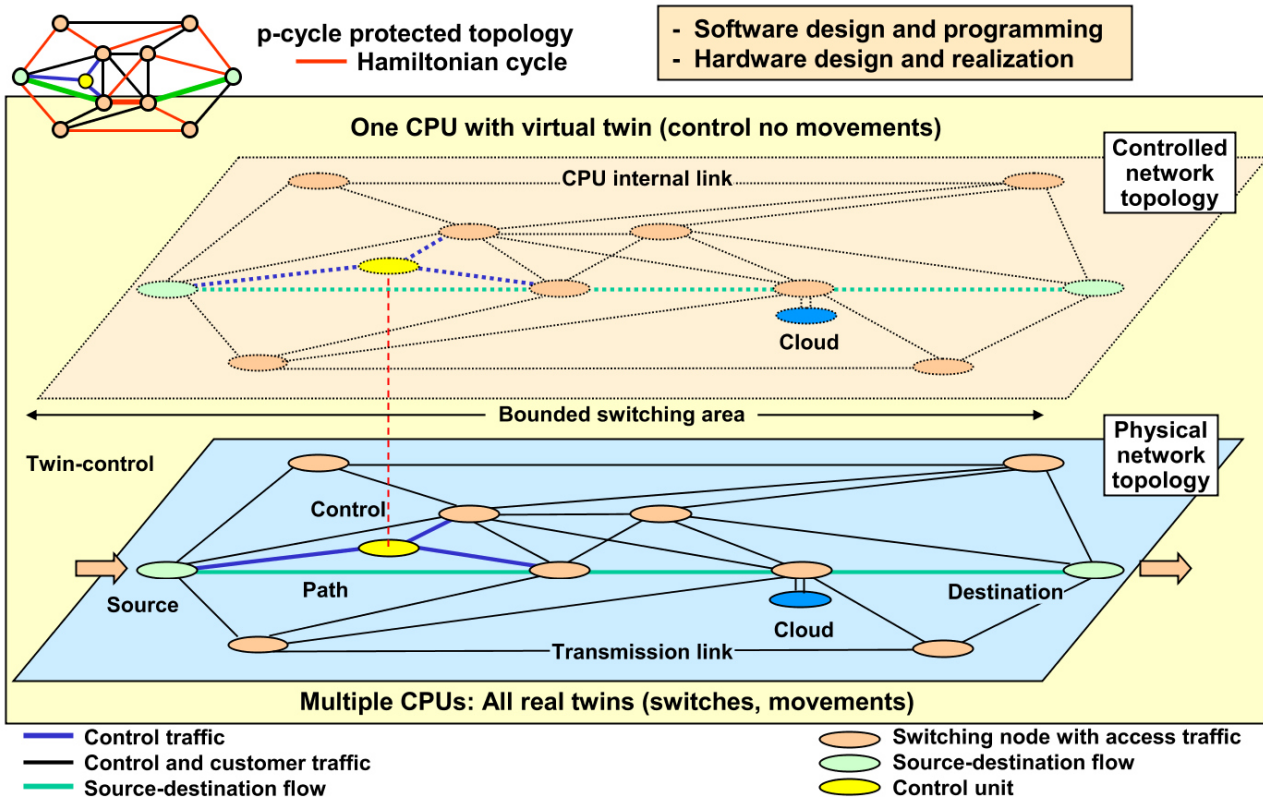 p-cycle protected topology
Hamiltonian cycle
- Software design and programming
- Hardware design and realization
One CPU with virtual twin (control no movements)
Controlled
network
topology
CPU internal link
Cloud
Bounded switching area
Physical
network
topology
Twin-control
Control
Source
Path
Destination
Cloud
Transmission link
Multiple CPUs: All real twins (switches, movements)
Control traffic
Control and customer traffic
Source-destination flow
Switching node with access traffic
Source-destination flow
Control unit